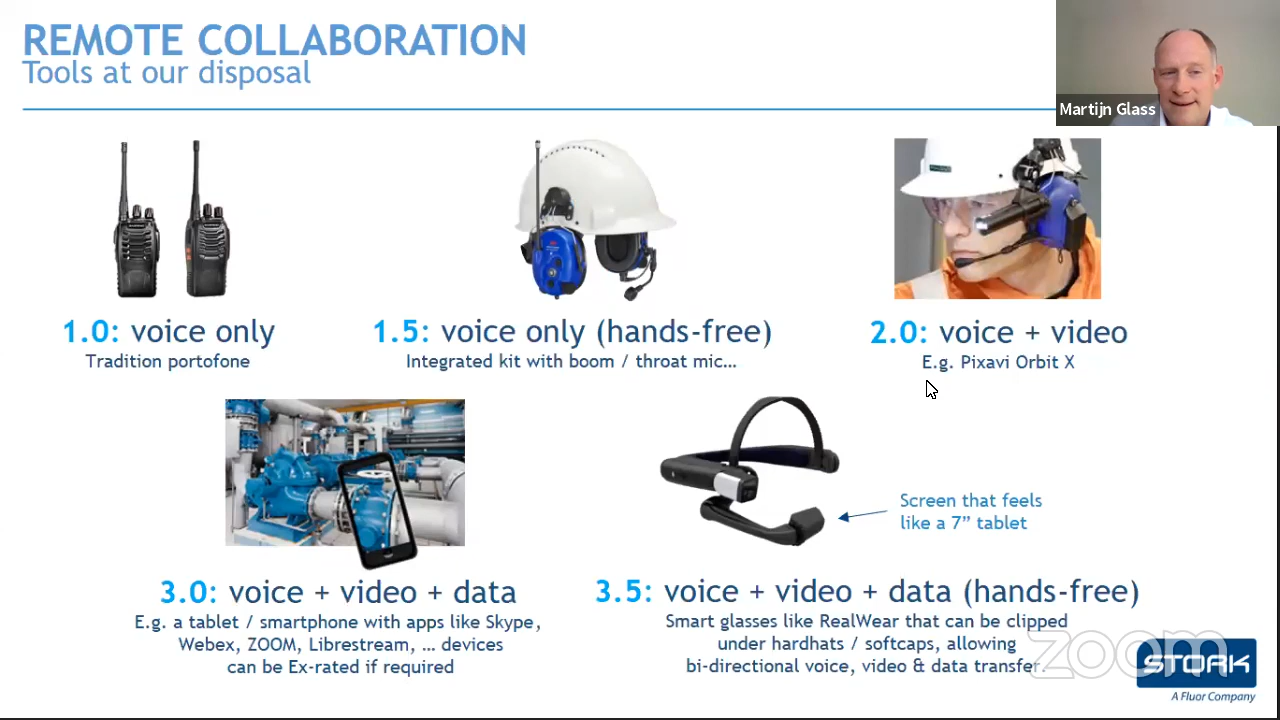 REMOTE COLLABORATION
Tools at our disposal
Martijn Glass
1.0: voice only
Tradition portofone
1.5: voice only (hands-free)
Integrated kit with boom / throat mic…
2.0: voice + video
E.g. Pixavi Orbit X
Screen that feels
like a 7” tablet
3.0: voice + video + data
E.g. a tablet / smartphone with apps like Skype,
Webex, ZOOM, Librestream, … devices
can be Ex-rated if required
3.5: voice + video + data (hands-free)
Smart glasses like RealWear that can be clipped
under hardhats / softcaps, allowing
bi-directional voice, video & data transfer.
zoom
STORK
A Fluor Company